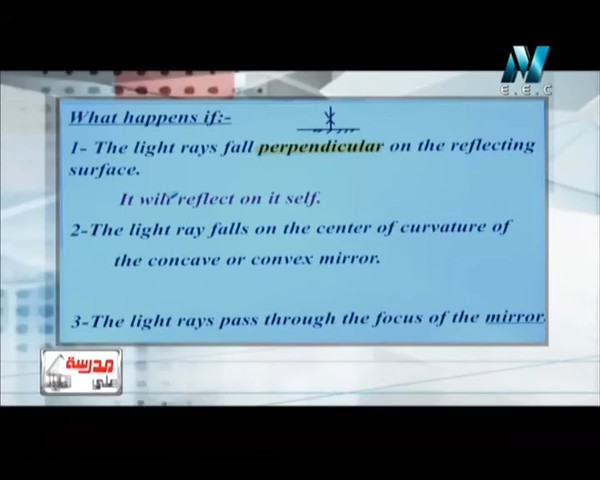 E.E.C
What happens if:-
1- The light rays fall perpendicular on the reflecting
surface.
It will reflect on it self.
2-The light ray falls on the center of curvature of
the concave or convex mirror.
3-The light rays pass through the focus of the mirror.
مدرسة
علي